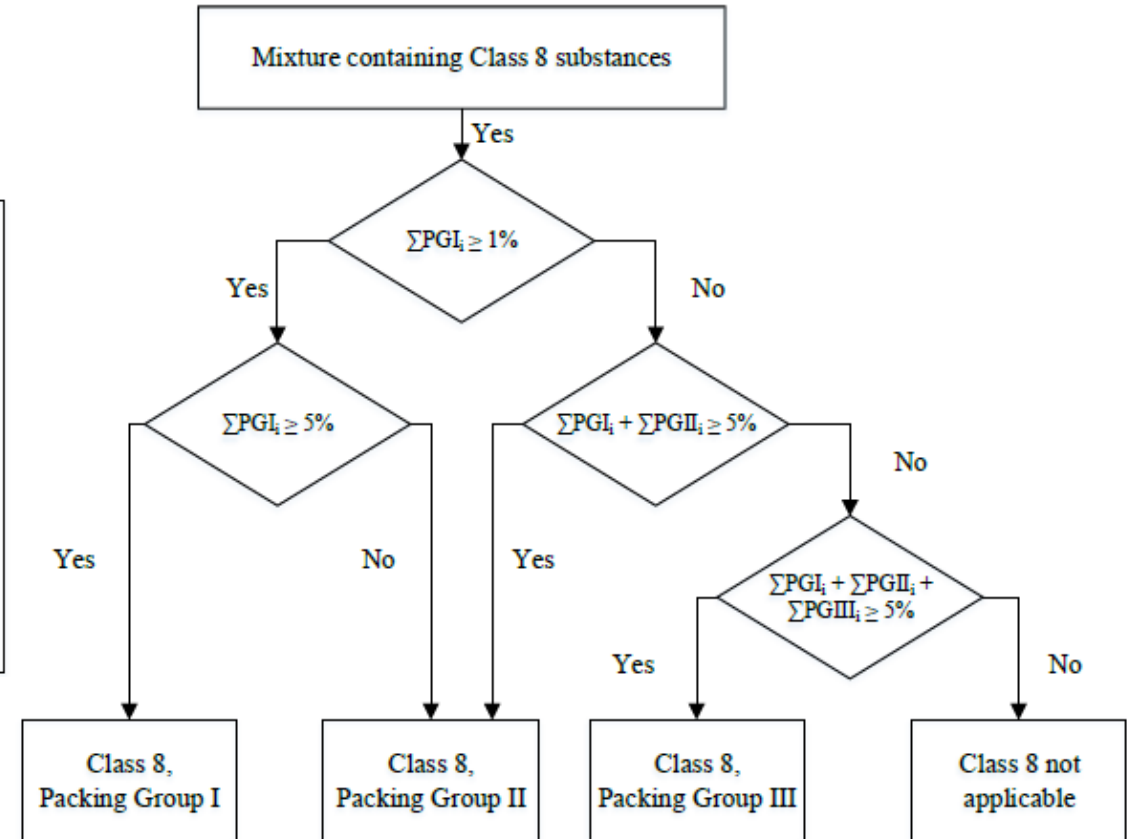 Mixture containing Class 8 substances
Yes
∑PGIᵢ ≥ 1%
Yes
No
∑PGIᵢ ≥ 5%
∑PGIᵢ + ∑PGIIᵢ ≥ 5%
No
Yes
No
Yes
∑PGIᵢ + ∑PGIIᵢ +
∑PGIIIᵢ ≥ 5%
Yes
No
Class 8,
Packing Group I
Class 8,
Packing Group II
Class 8,
Packing Group III
Class 8 not
applicable